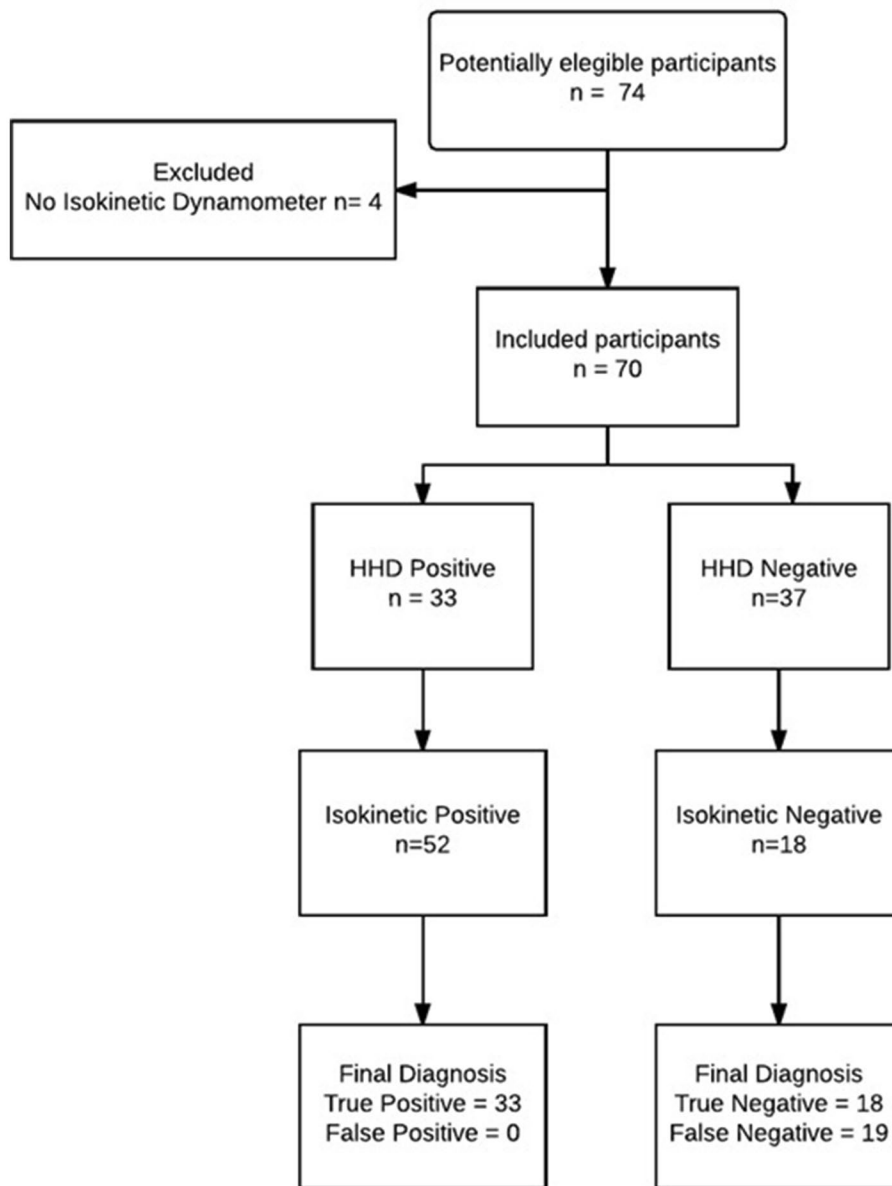 Potentially elegible participants
n = 74
Excluded
No Isokinetic Dynamometer n= 4
Included participants
n = 70
HHD Positive
n = 33
HHD Negative
n=37
Isokinetic Positive
n=52
Isokinetic Negative
n=18
Final Diagnosis
True Positive = 33
False Positive = 0
Final Diagnosis
True Negative = 18
False Negative = 19